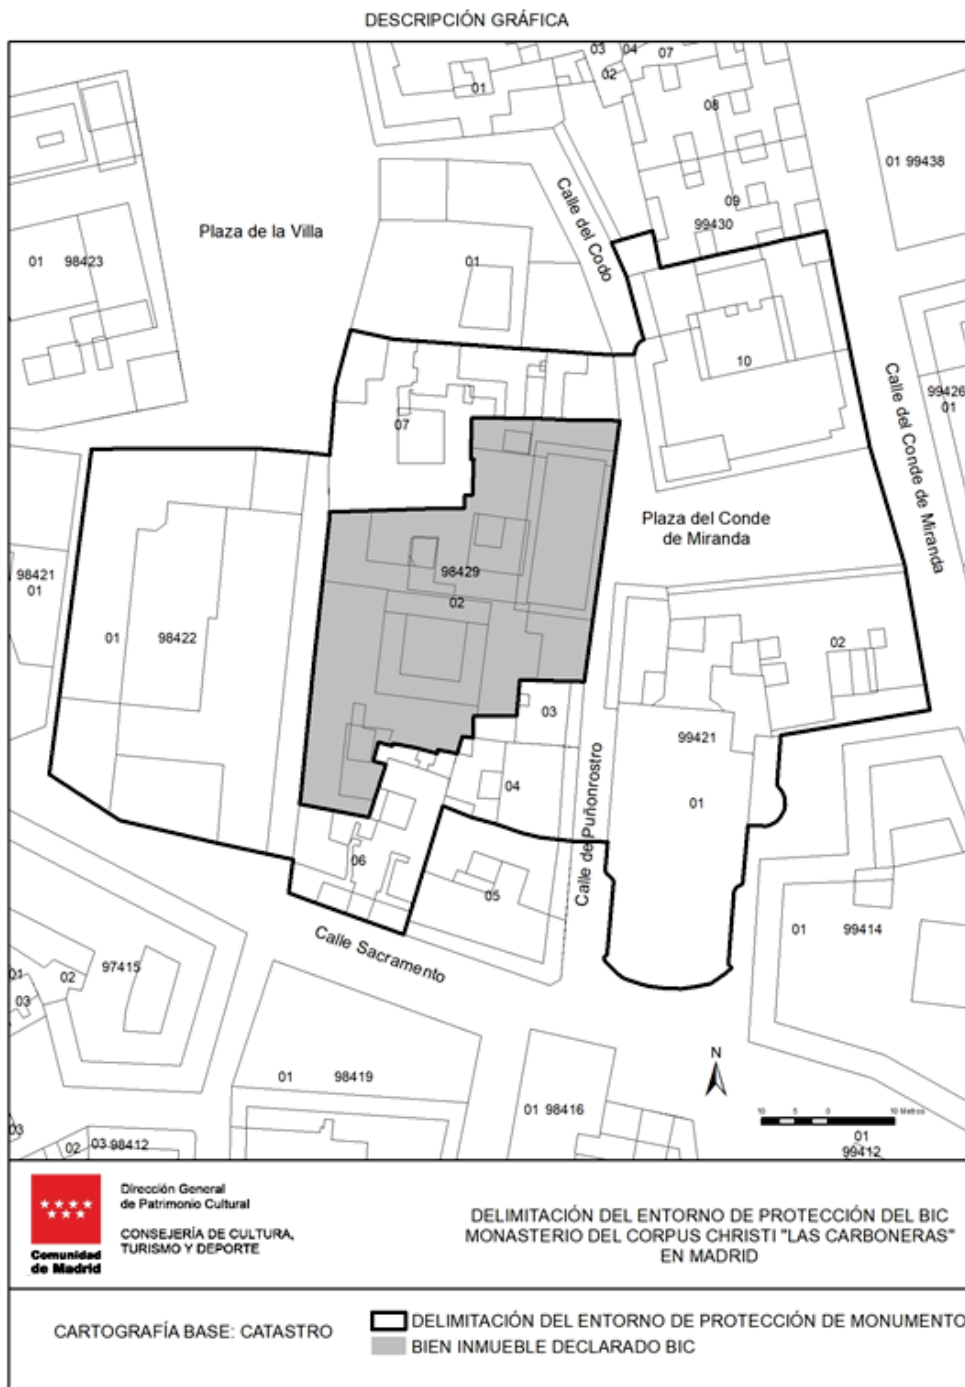 DESCRIPCIÓN GRÁFICA
03
04
07
02
01
08
01 99438
09
99430
Calle del Codo
Plaza de la Villa
01
98423
01
10
99426
01
Calle del Conde de Miranda
07
Plaza del Conde
de Miranda
98421
01
98429
02
01
98422
02
03
99421
04
01
Calle de Puñonrostro
06
05
Calle Sacramento
01
99414
97415
02
01
03
N
01
98419
01 98416
10 5 0 10 Metros
03
02
03 98412
01
99412
Dirección General
de Patrimonio Cultural
CONSEJERÍA DE CULTURA,
TURISMO Y DEPORTE
Comunidad
de Madrid
DELIMITACIÓN DEL ENTORNO DE PROTECCIÓN DEL BIC
MONASTERIO DEL CORPUS CHRISTI "LAS CARBONERAS"
EN MADRID
CARTOGRAFÍA BASE: CATASTRO
DELIMITACIÓN DEL ENTORNO DE PROTECCIÓN DE MONUMENTO
BIEN INMUEBLE DECLARADO BIC